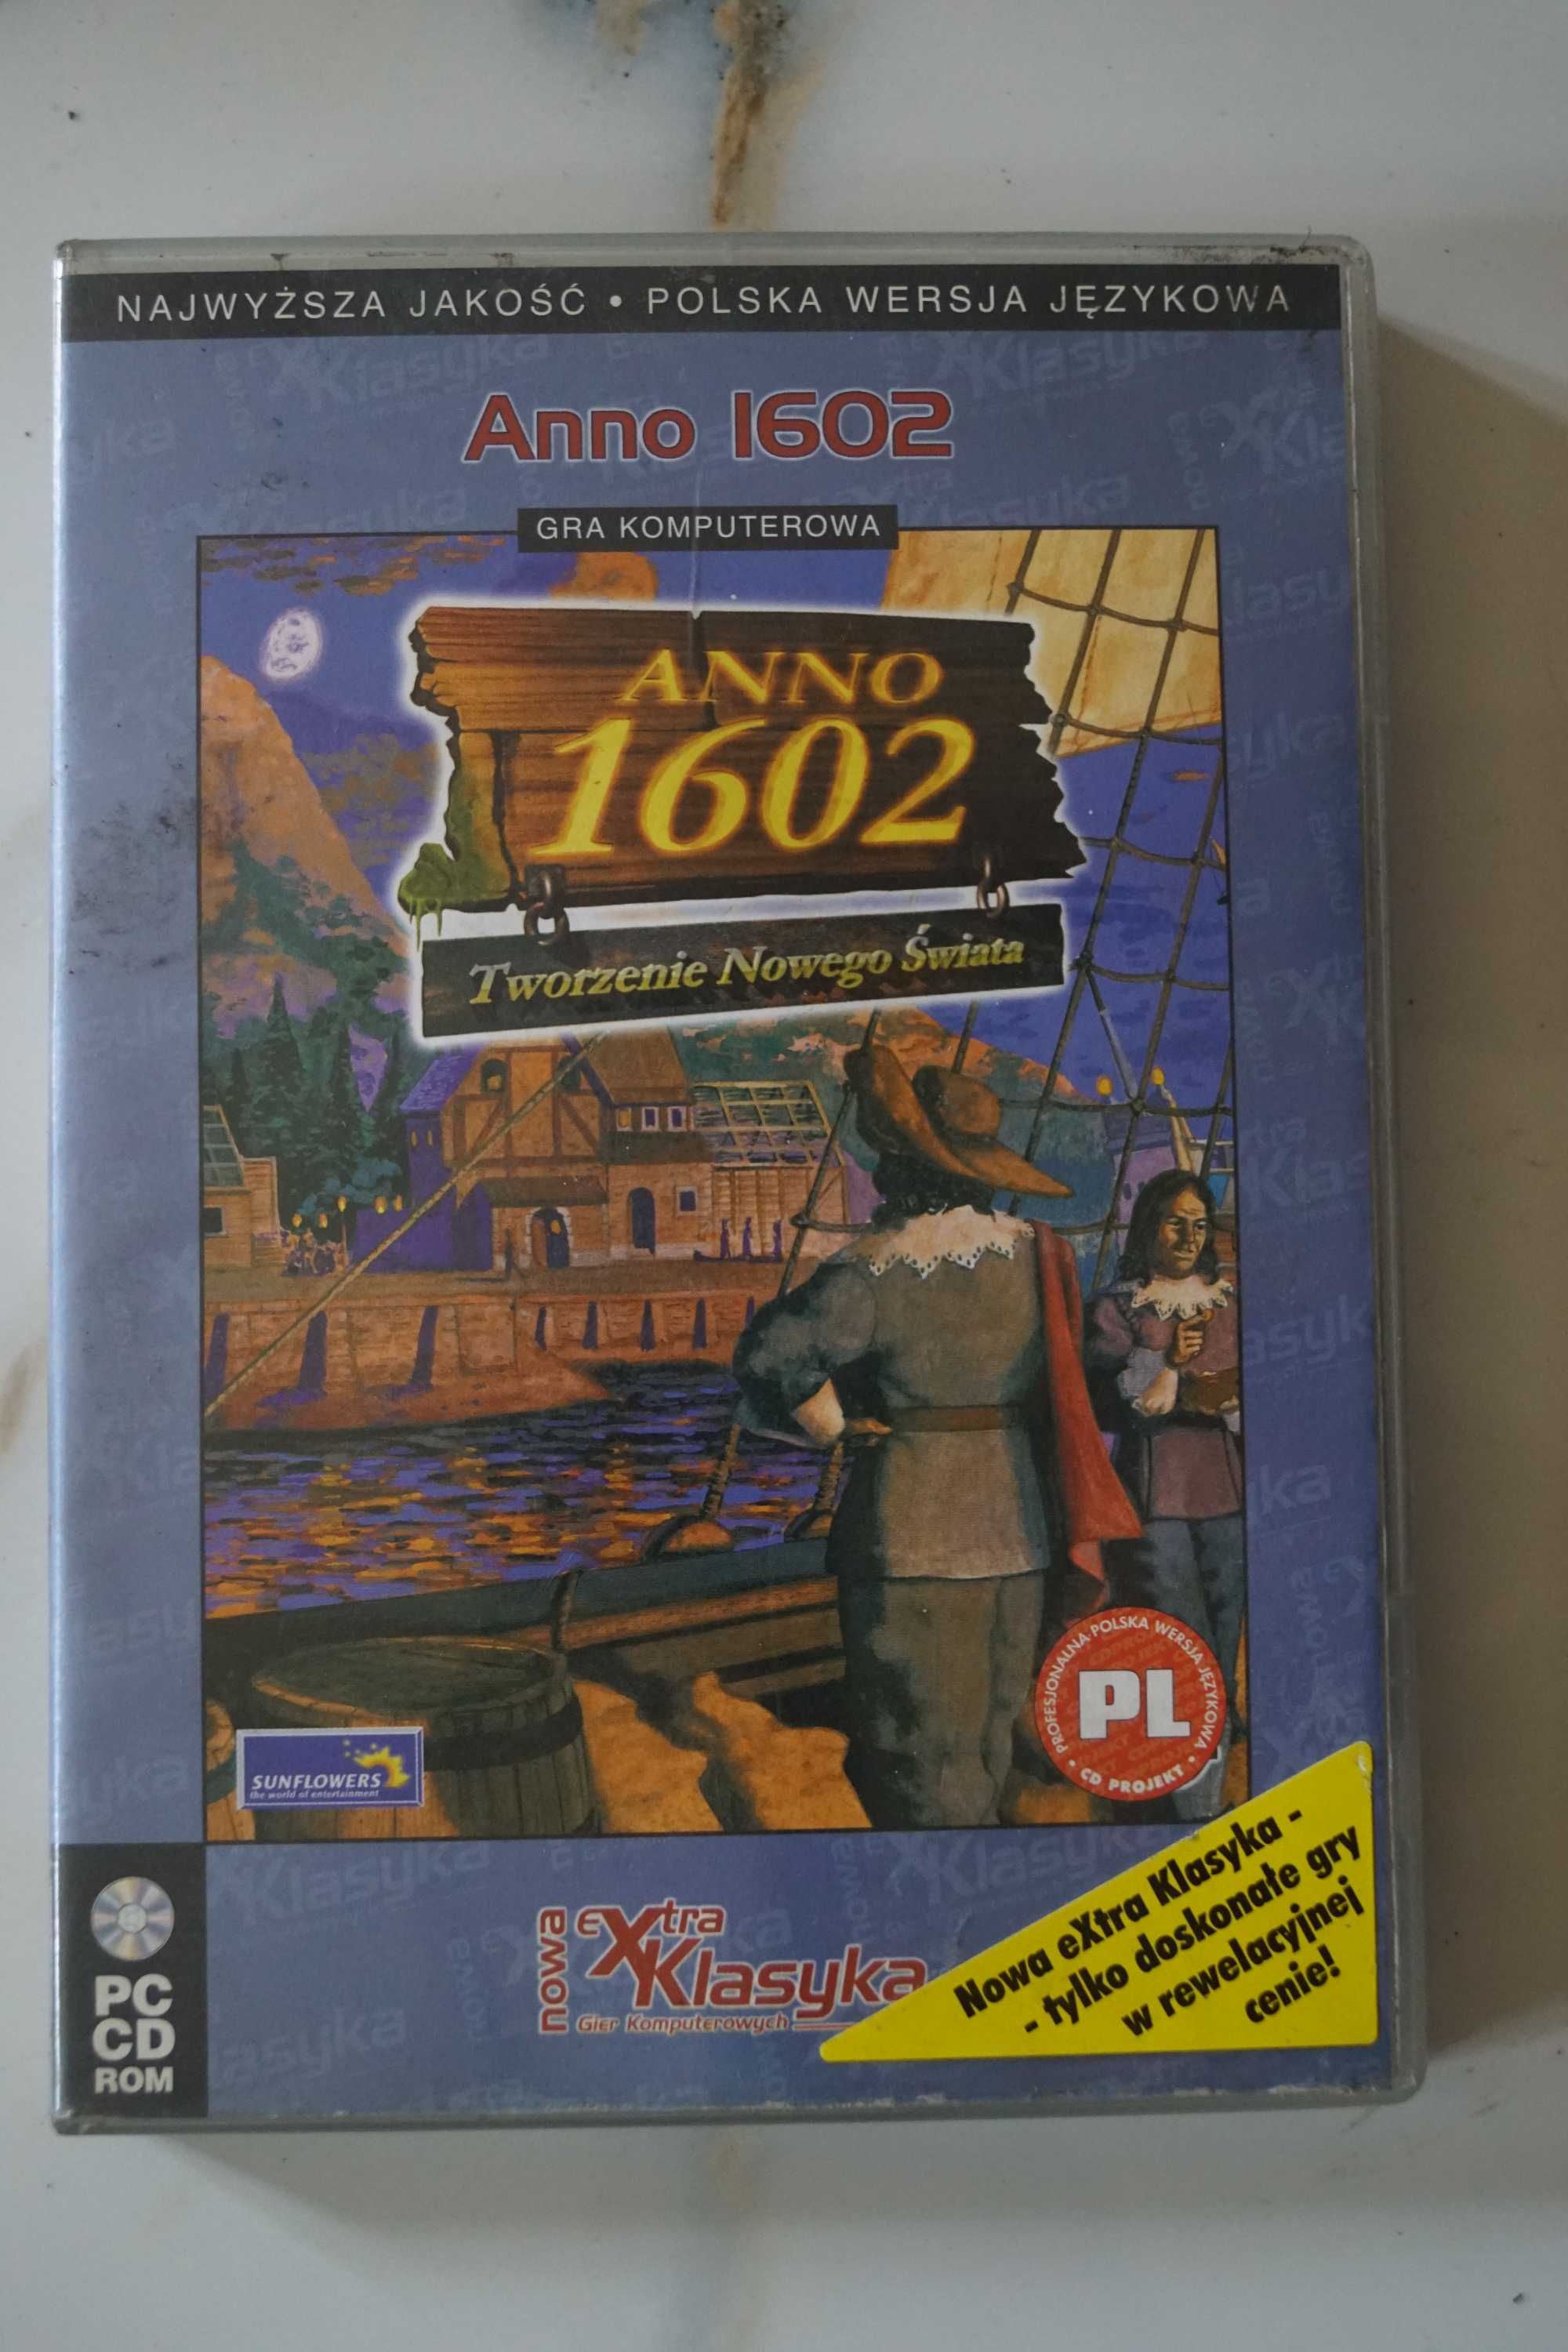 NAJWYŻSZA JAKOŚĆ • POLSKA WERSJA JĘZYKOWA
Anno 1602
GRA KOMPUTEROWA
ANNO
1602
Tworzenie Nowego Świata
PROFESJONALNA POLSKA WERSJA JĘZYKOWA
PL
• CD PROJEKT •
SUNFLOWERS
the world of entertainment
Nowa eXtra Klasyka -
- tylko doskonałe gry
w rewelacyjnej
cenie!
nowa eXtra
Klasyka
Gier Komputerowych
PC
CD
ROM